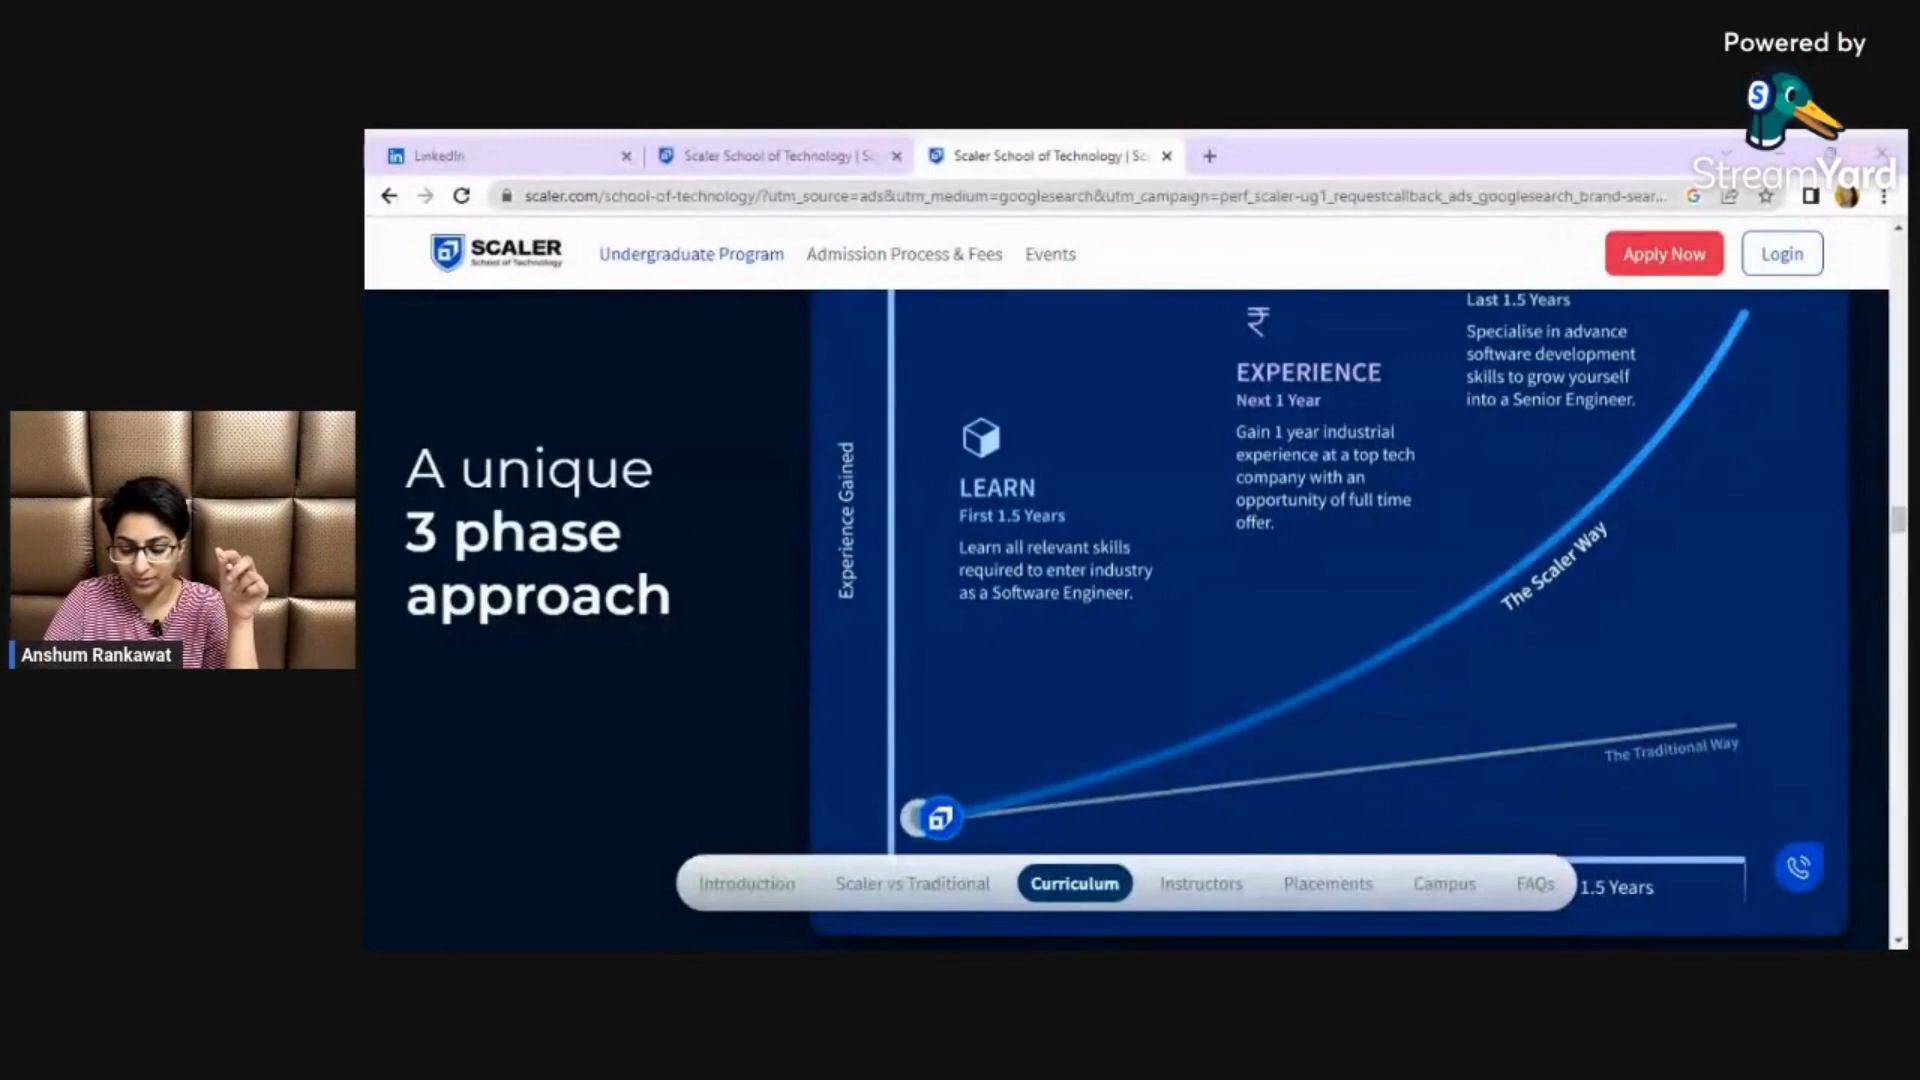 Powered by
StreamYard
LinkedIn
Scaler School of Technology | Sc
Scaler School of Technology | Sc
scaler.com/school-of-technology/?utm_source=ads&utm_medium=googlesearch&utm_campaign=perf_scaler-ug1_requestcallback_ads_googlesearch_brand-sear...
SCALER
School of Technology
Undergraduate Program
Admission Process & Fees
Events
Apply Now
Login
A unique
3 phase
approach
Experience Gained
LEARN
First 1.5 Years
Learn all relevant skills
required to enter industry
as a Software Engineer.
₹
EXPERIENCE
Next 1 Year
Gain 1 year industrial
experience at a top tech
company with an
opportunity of full time
offer.
Last 1.5 Years
Specialise in advance
software development
skills to grow yourself
into a Senior Engineer.
The Scaler Way
The Traditional Way
Introduction
Scaler vs Traditional
Curriculum
Instructors
Placements
Campus
FAQs
1.5 Years
Anshum Rankawat